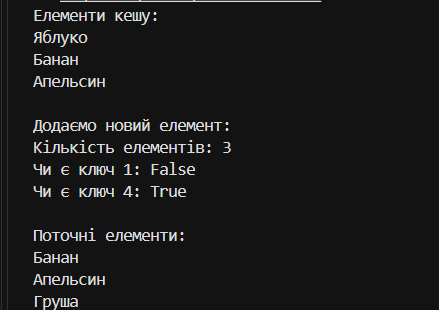 Елементи кешу:
Яблуко
Банан
Апельсин
Додаємо новий елемент:
Кількість елементів: 3
Чи є ключ 1: False
Чи є ключ 4: True
Поточні елементи:
Банан
Апельсин
Груша